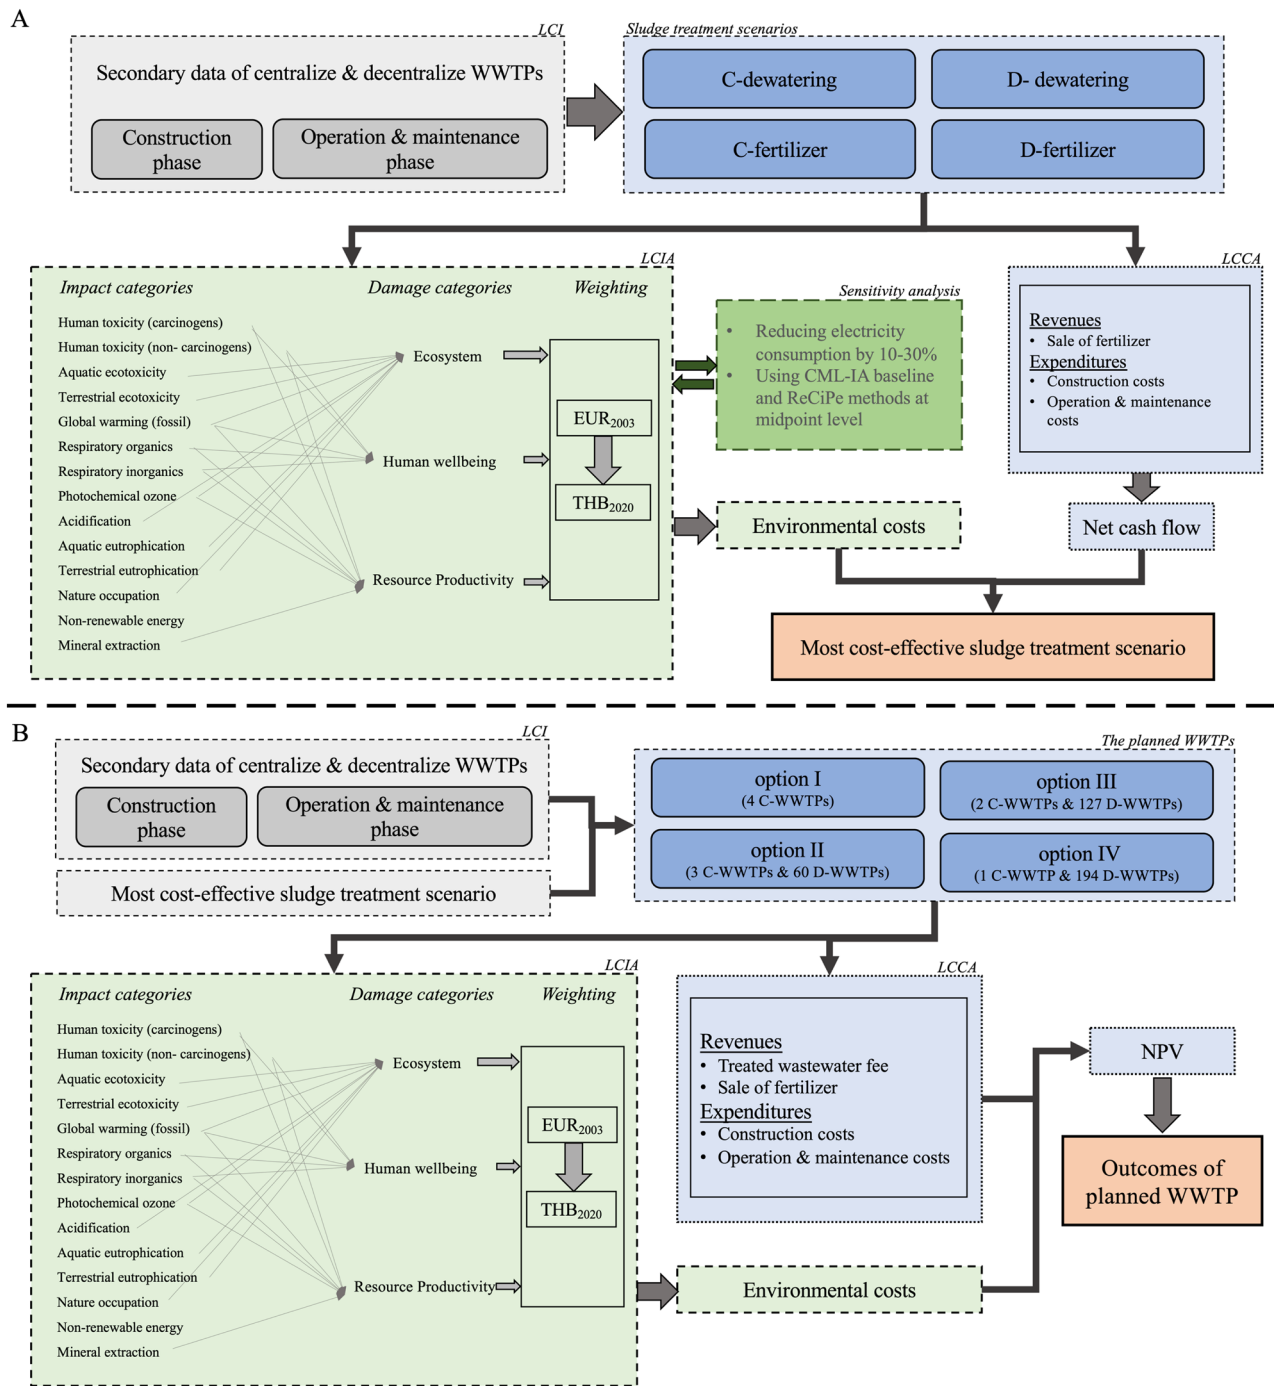 A
LCI
Secondary data of centralize & decentralize WWTPs
Construction
phase
Operation & maintenance
phase
Sludge treatment scenarios
C-dewatering
D- dewatering
C-fertilizer
D-fertilizer
LCIA
Impact categories
Damage categories
Weighting
Human toxicity (carcinogens)
Human toxicity (non- carcinogens)
Aquatic ecotoxicity
Terrestrial ecotoxicity
Global warming (fossil)
Respiratory organics
Respiratory inorganics
Photochemical ozone
Acidification
Aquatic eutrophication
Terrestrial eutrophication
Nature occupation
Non-renewable energy
Mineral extraction
Ecosystem
Human wellbeing
Resource Productivity
EUR2003
THB2020
Sensitivity analysis
• Reducing electricity
consumption by 10-30%
• Using CML-IA baseline
and ReCiPe methods at
midpoint level
LCCA
Revenues
• Sale of fertilizer
Expenditures
• Construction costs
• Operation & maintenance
costs
Environmental costs
Net cash flow
Most cost-effective sludge treatment scenario
B
LCI
Secondary data of centralize & decentralize WWTPs
Construction
phase
Operation & maintenance
phase
Most cost-effective sludge treatment scenario
The planned WWTPs
option I
(4 C-WWTPs)
option III
(2 C-WWTPs & 127 D-WWTPs)
option II
(3 C-WWTPs & 60 D-WWTPs)
option IV
(1 C-WWTP & 194 D-WWTPs)
LCIA
Impact categories
Damage categories
Weighting
Human toxicity (carcinogens)
Human toxicity (non- carcinogens)
Aquatic ecotoxicity
Terrestrial ecotoxicity
Global warming (fossil)
Respiratory organics
Respiratory inorganics
Photochemical ozone
Acidification
Aquatic eutrophication
Terrestrial eutrophication
Nature occupation
Non-renewable energy
Mineral extraction
Ecosystem
Human wellbeing
Resource Productivity
EUR2003
THB2020
LCCA
Revenues
• Treated wastewater fee
• Sale of fertilizer
Expenditures
• Construction costs
• Operation & maintenance costs
Environmental costs
NPV
Outcomes of
planned WWTP